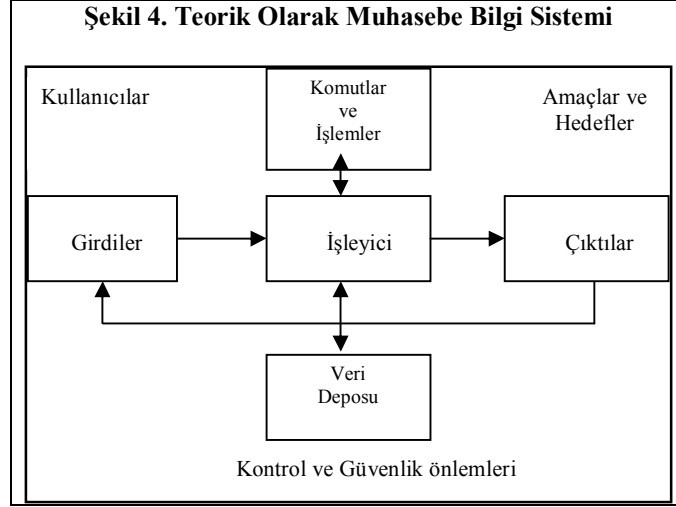 Şekil 4. Teorik Olarak Muhasebe Bilgi Sistemi
Kullanıcılar
Komutlar
ve
İşlemler
Amaçlar ve
Hedefler
Girdiler
İşleyici
Çıktılar
Veri
Deposu
Kontrol ve Güvenlik önlemleri